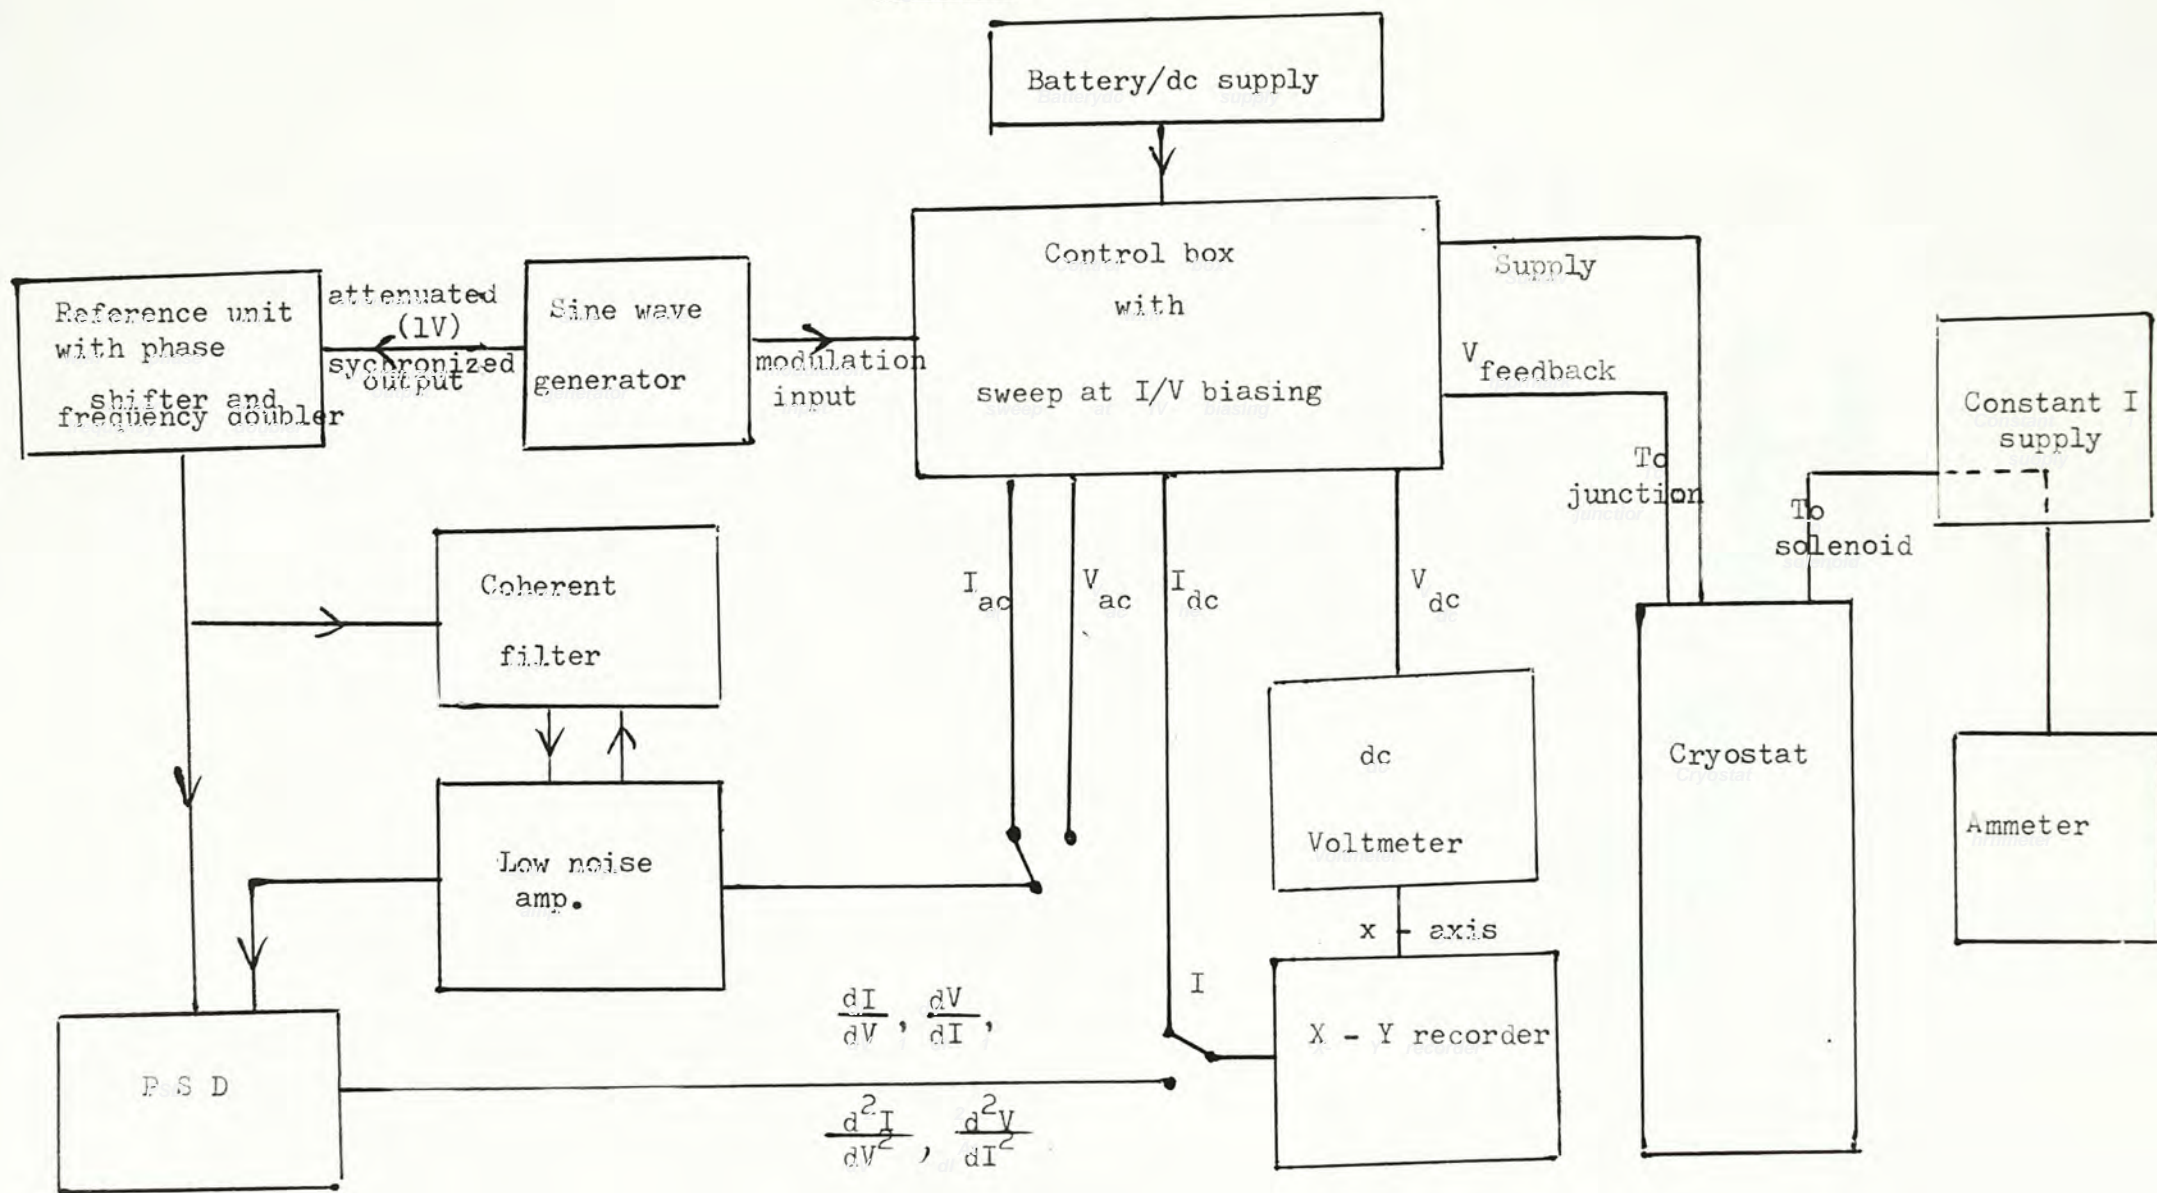 Battery/dc supply
Control box
with
sweep at I/V biasing
Reference unit
with phase
shifter and
frequency doubler
attenuated
(1V)
sychronized
output
Sine wave
generator
modulation
input
Supply
V feedback
To
junction
To
solenoid
Constant I
supply
Coherent
filter
I ac
V ac
I dc
V dc
dc
Voltmeter
Cryostat
Ammeter
Low noise
amp.
x - axis
I
X - Y recorder
dI/dV, dV/dI,
d²I/dV², d²V/dI²
P S D